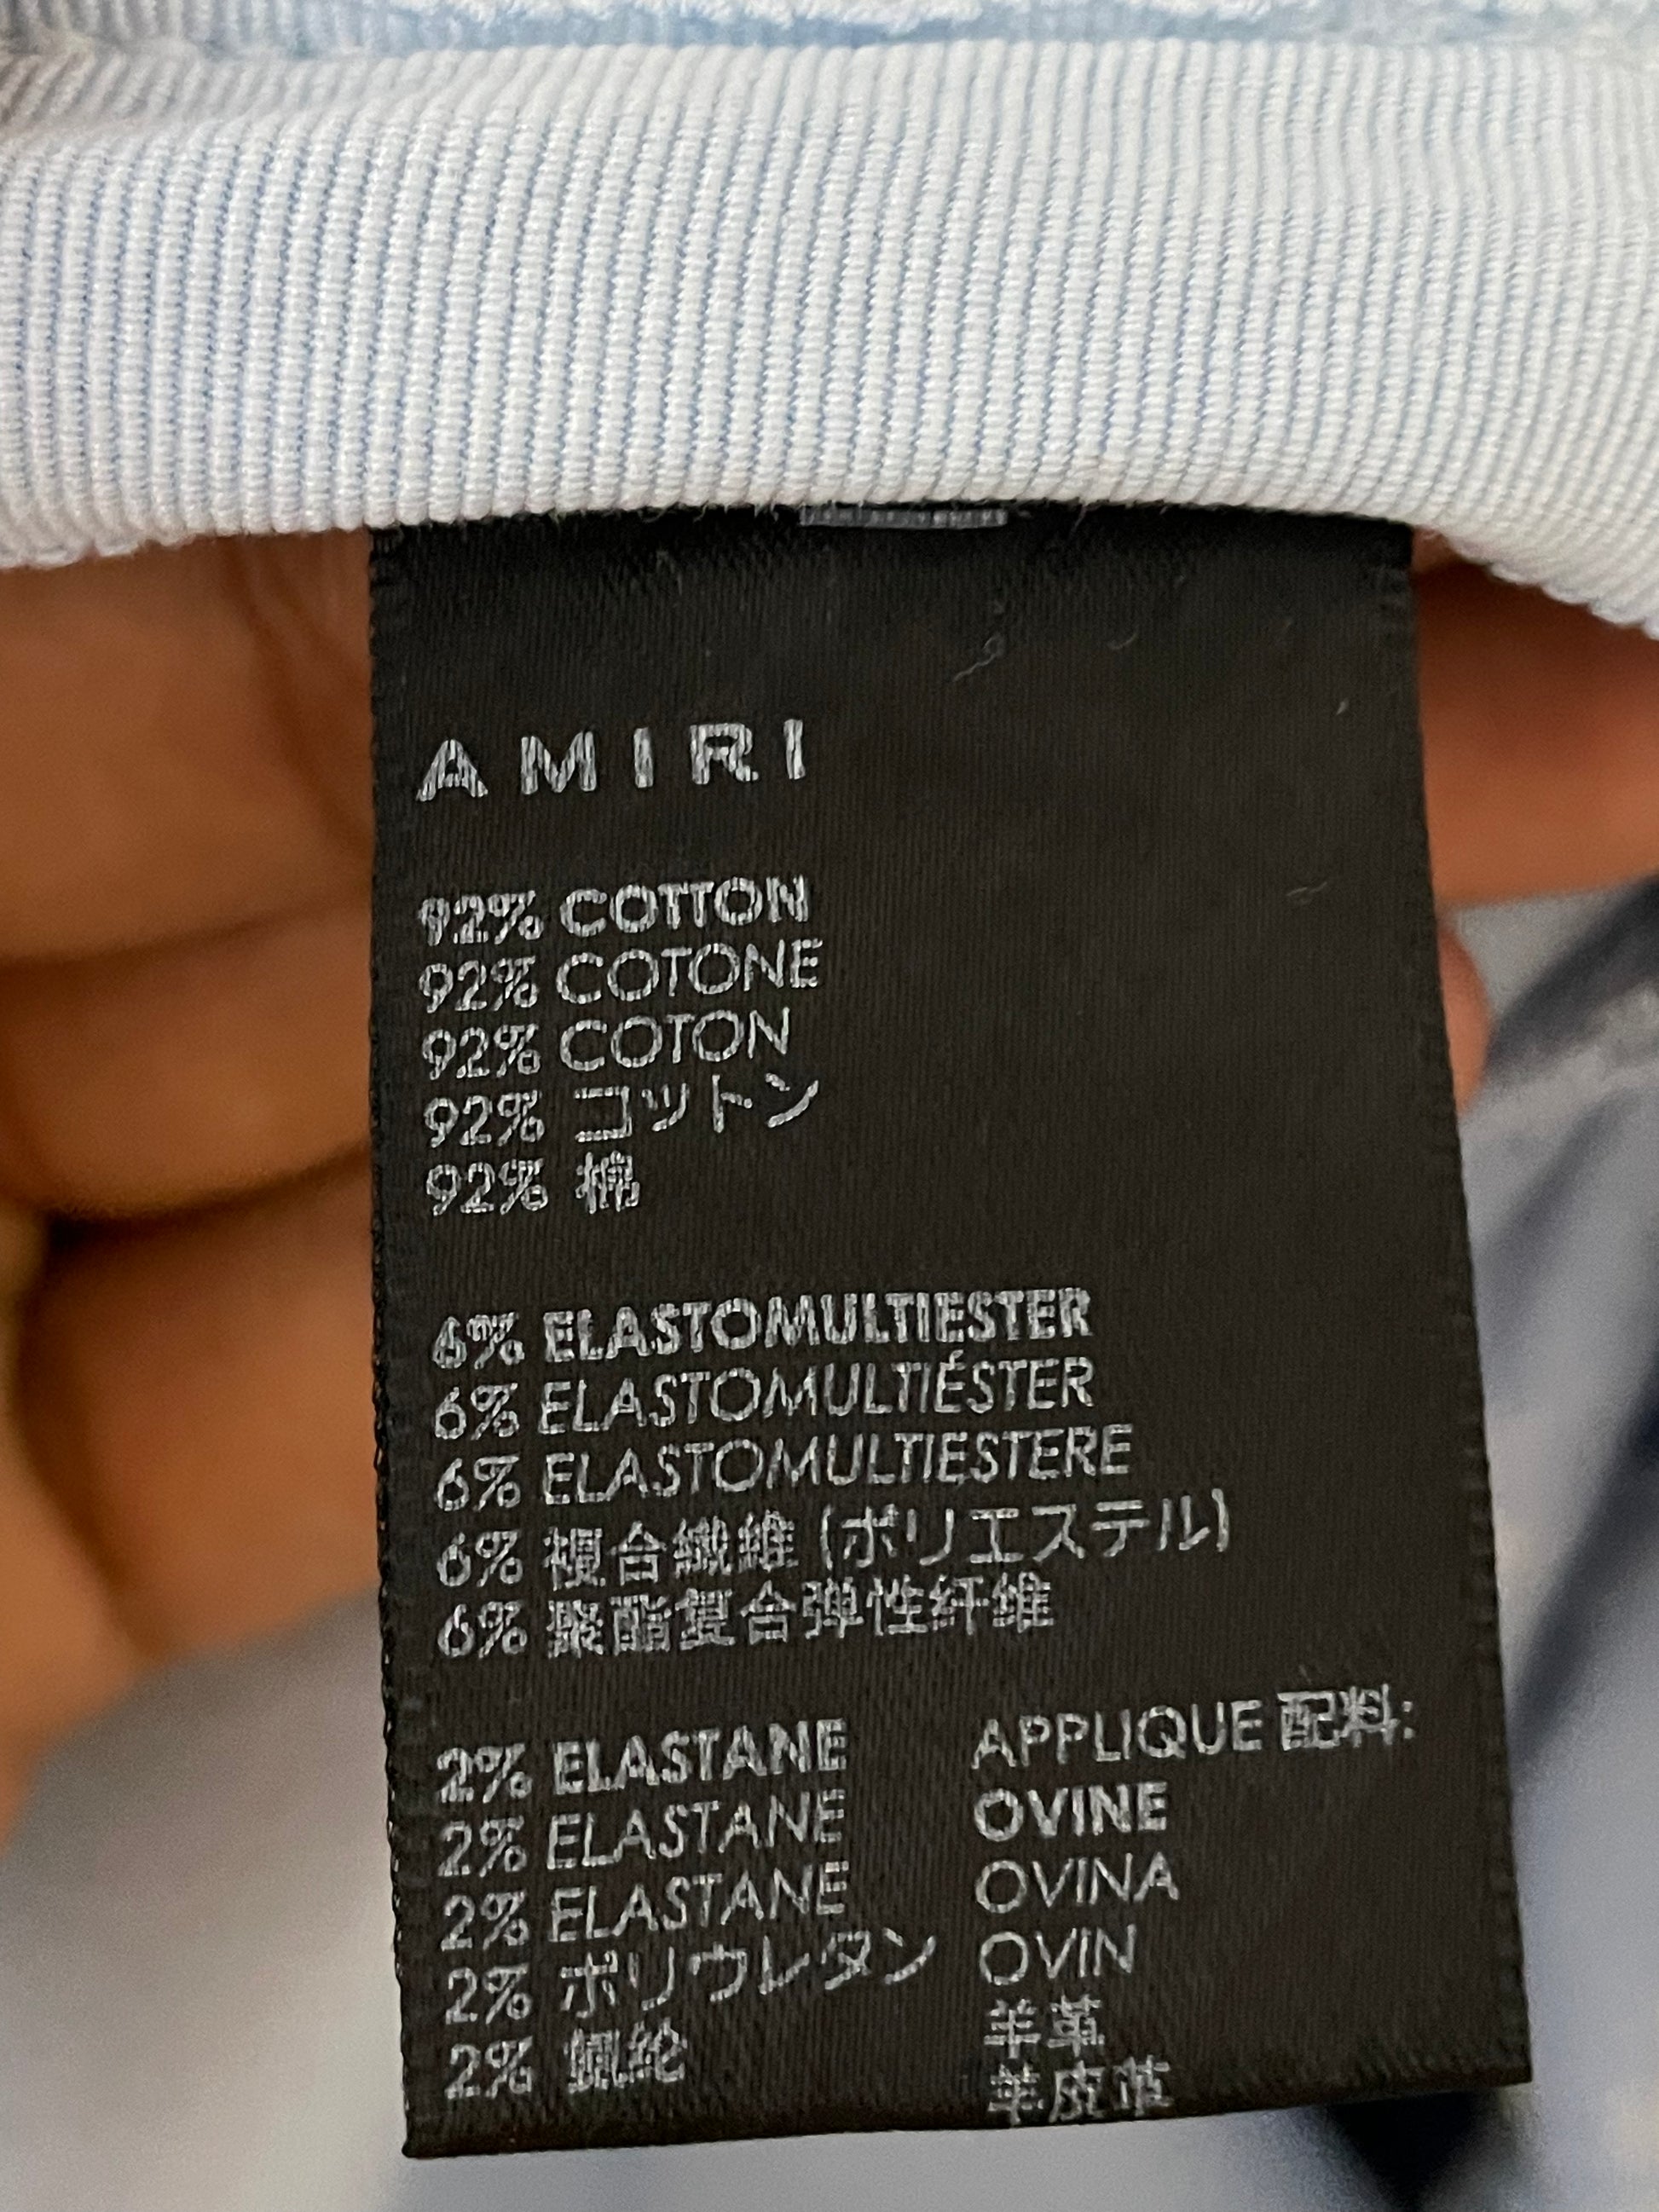 AMIRI
92% COTTON
92% COTONE
92% COTON
92% コットン
92% 棉
6% ELASTOMULTIESTER
6% ELASTOMULTIÉSTER
6% ELASTOMULTIESTERE
6% 複合繊維 (ポリエステル)
6% 聚酯复合弹性纤维
2% ELASTANE
2% ELASTANE
2% ELASTANE
2% ポリウレタン
2% 氨纶
APPLIQUE 配料:
OVINE
OVINA
OVIN
羊革
羊皮革